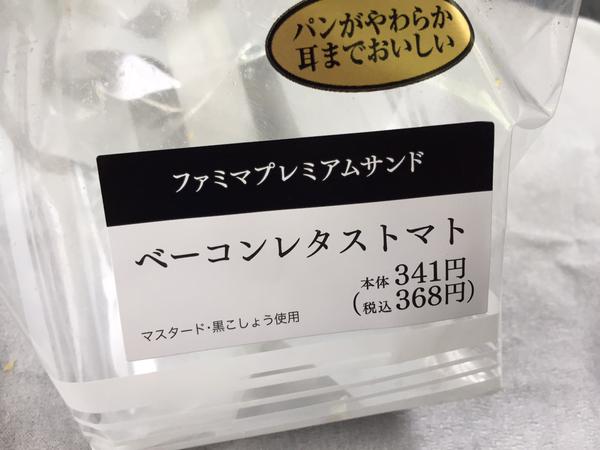 パンがやわらか
耳までおいしい
ファミマプレミアムサンド
ベーコンレタストマト
本体341円
(税込368円)
マスタード・黒こしょう使用